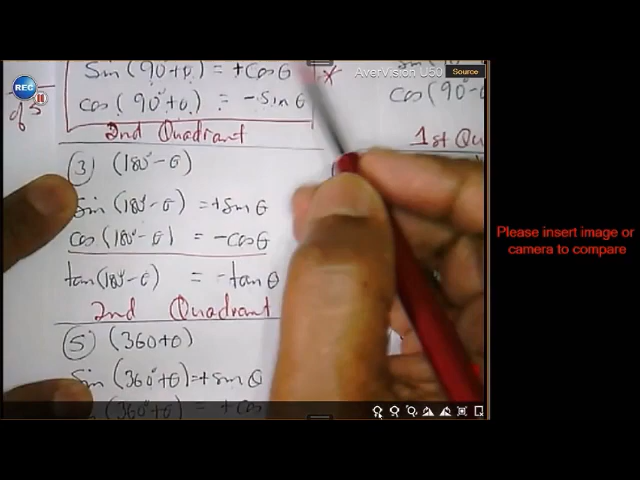 REC
AverVision U50
Source
Sin (90°+θ) = +cosθ
cos (90°+θ) = -Sinθ
of 5
cos(90°-θ
2nd Quadrant
1st Qu
③ (180°-θ)
Sin (180°-θ) = +sinθ
cos (180°-θ) = -cosθ
tan (180°-θ) = -tanθ
2nd Quadrant
⑤ (360+θ)
Sin (360°+θ)=+sinθ
(360°+θ) = +cos
Please insert image or
camera to compare